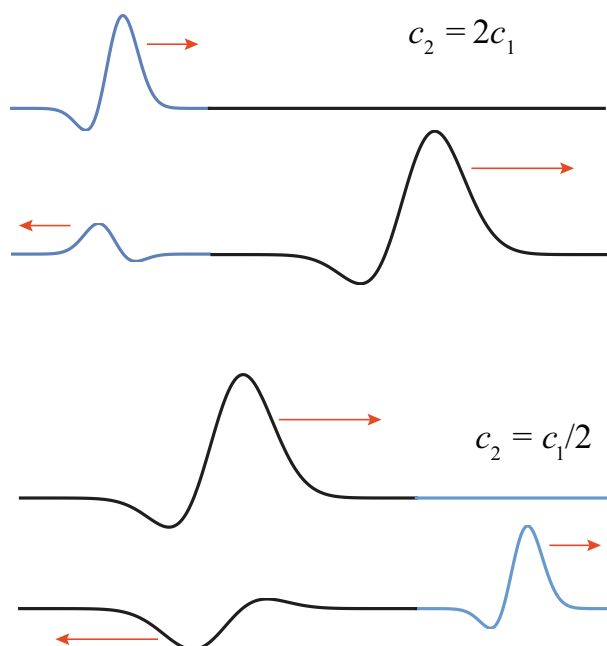 c₂ = 2c₁
c₂ = c₁/2